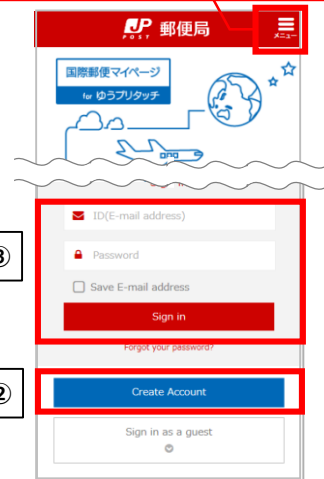 JP POST 郵便局
メニュー
国際郵便マイページ
for ゆうプリタッチ
ID(E-mail address)
Password
Save E-mail address
③
Sign in
Forgot your password?
②
Create Account
Sign in as a guest